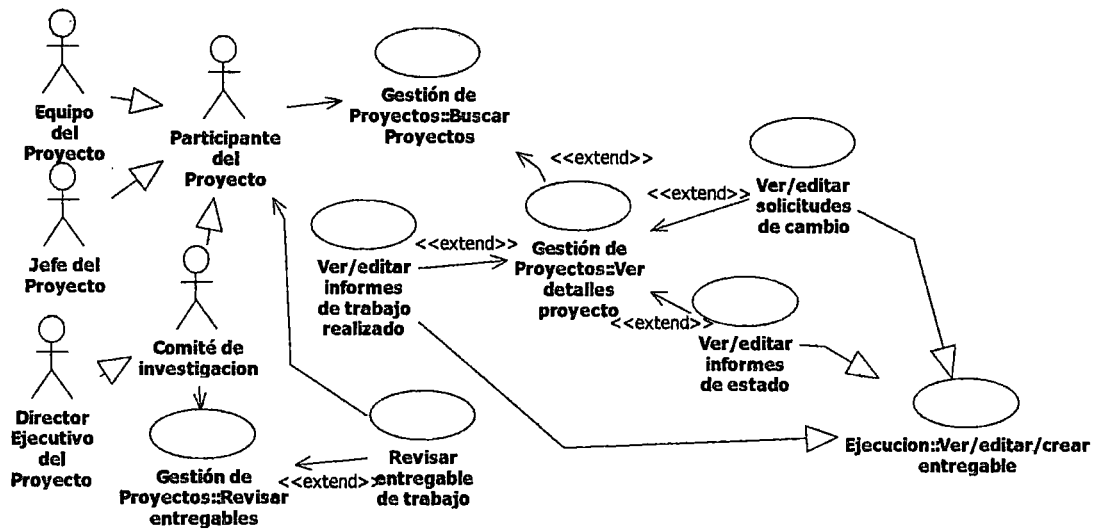 Equipo
del
Proyecto
Participante
del
Proyecto
Gestión de
Proyectos::Buscar
Proyectos
<<extend>>
Ver/editar
solicitudes
de cambio
<<extend>>
Jefe del
Proyecto
<<extend>>
Gestión de
Proyectos::Ver
detalles
proyecto
Ver/editar
informes
de trabajo
realizado
<<extend>>
Ver/editar
informes
de estado
Comité de
investigacion
Director
Ejecutivo
del
Proyecto
Ejecucion::Ver/editar/crear
entregable
Revisar
entregable
de trabajo
<<extend>>
Gestión de
Proyectos::Revisar
entregables